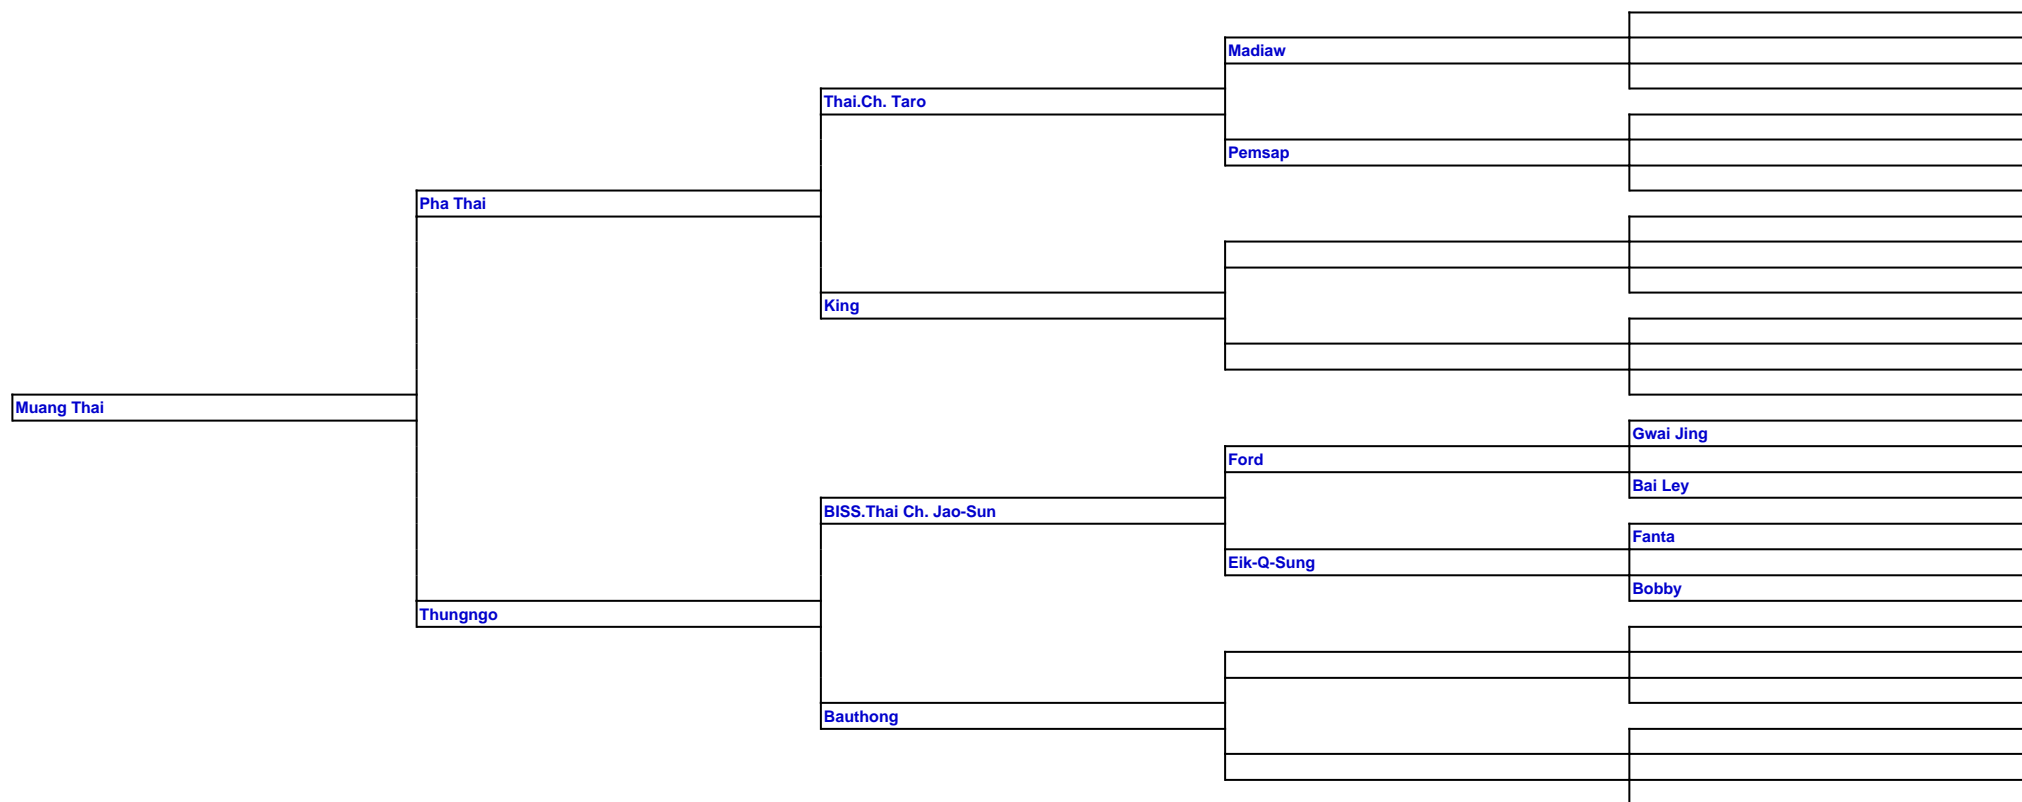 Madiaw
Thai.Ch. Taro
Pemsap
Pha Thai
King
Muang Thai
Gwai Jing
Ford
Bai Ley
BISS.Thai Ch. Jao-Sun
Fanta
Eik-Q-Sung
Bobby
Thungngo
Bauthong